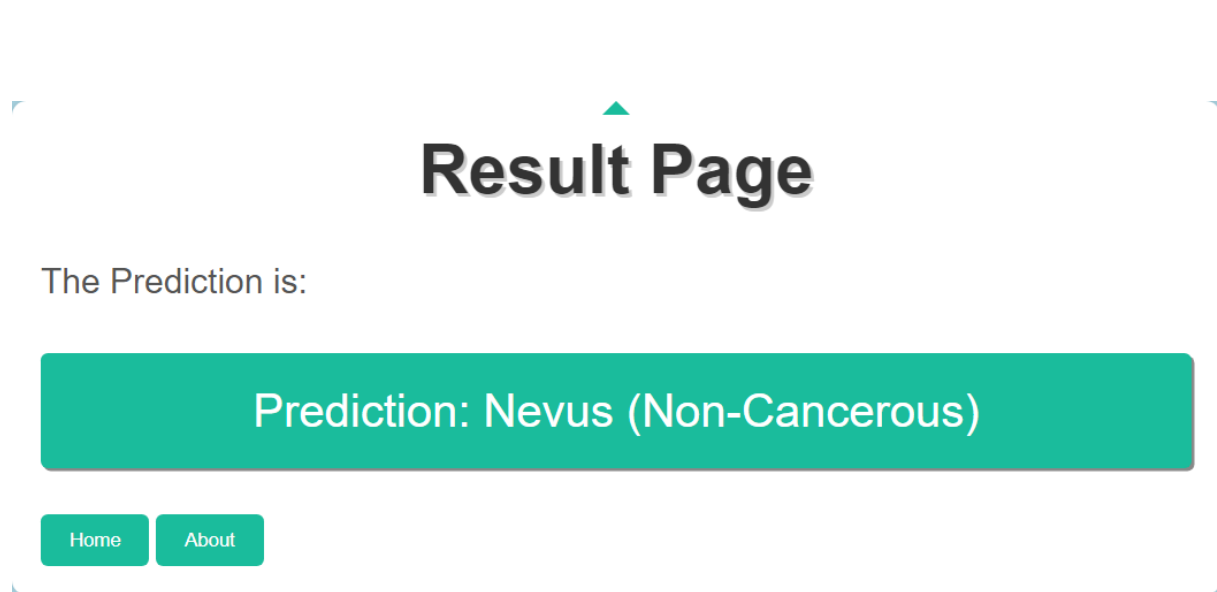 Result Page
The Prediction is:
Prediction: Nevus (Non-Cancerous)
Home About